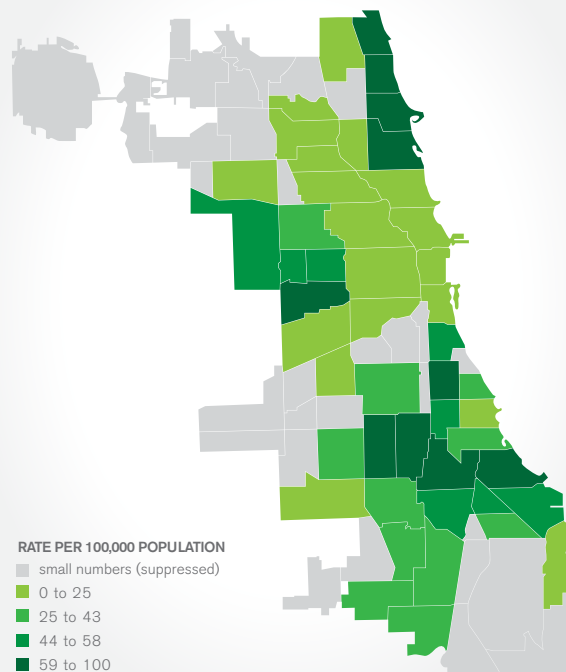 RATE PER 100,000 POPULATION
small numbers (suppressed)
0 to 25
25 to 43
44 to 58
59 to 100